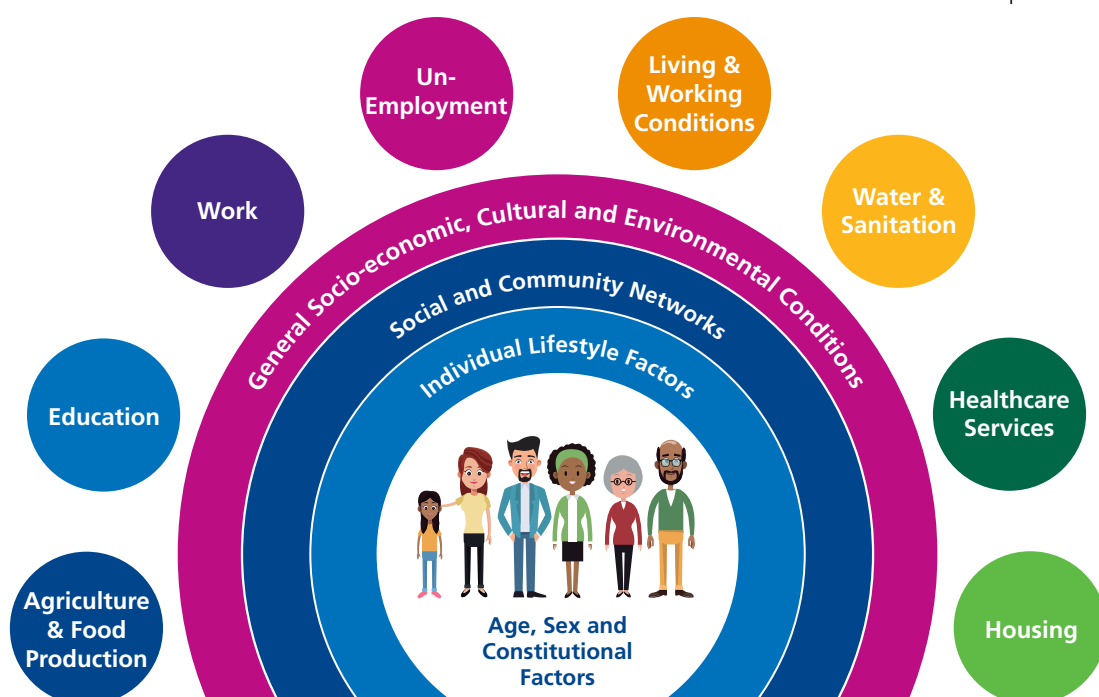 Un-
Employment
Living &
Working
Conditions
Work
Water &
Sanitation
General Socio-economic, Cultural and Environmental Conditions
Social and Community Networks
Individual Lifestyle Factors
Education
Healthcare
Services
Agriculture
& Food
Production
Age, Sex and
Constitutional
Factors
Housing